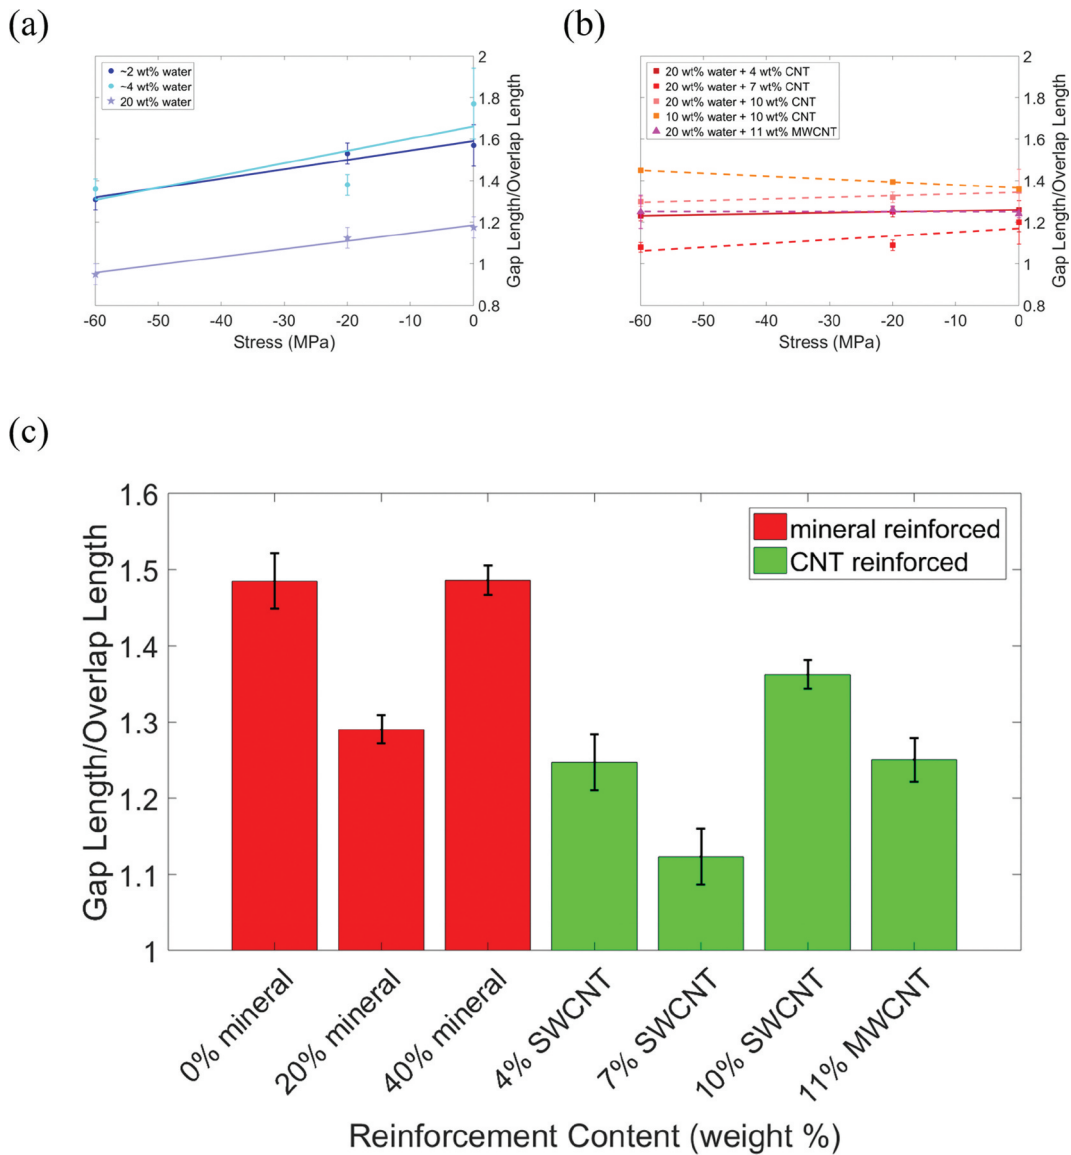 (a)
~2 wt% water
~4 wt% water
20 wt% water
2
1.8
1.6
1.4
1.2
1
0.8
Gap Length/Overlap Length
-60
-50
-40
-30
-20
-10
0
Stress (MPa)
(b)
20 wt% water + 4 wt% CNT
20 wt% water + 7 wt% CNT
20 wt% water + 10 wt% CNT
10 wt% water + 10 wt% CNT
20 wt% water + 11 wt% MWCNT
2
1.8
1.6
1.4
1.2
1
0.8
Gap Length/Overlap Length
-60
-50
-40
-30
-20
-10
0
Stress (MPa)
(c)
Gap Length/Overlap Length
1.6
1.5
1.4
1.3
1.2
1.1
1
mineral reinforced
CNT reinforced
0% mineral
20% mineral
40% mineral
4% SWCNT
7% SWCNT
10% SWCNT
11% MWCNT
Reinforcement Content (weight %)